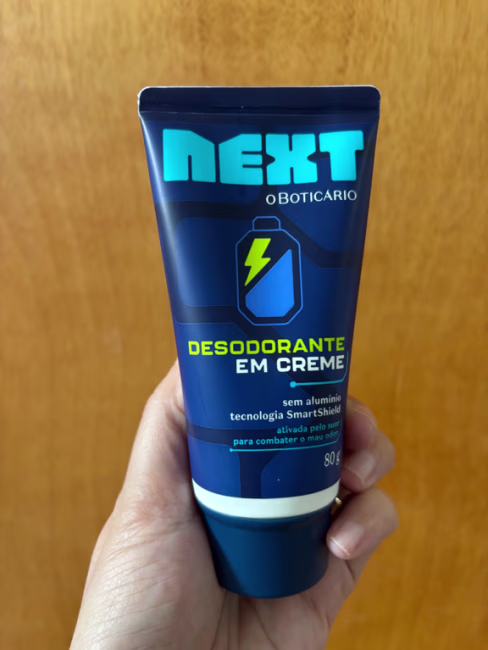 NEXT
O BOTICÁRIO
DESODORANTE
EM CREME
sem alumínio
tecnologia SmartShield
ativada pelo suor
para combater o mau odor
80 g